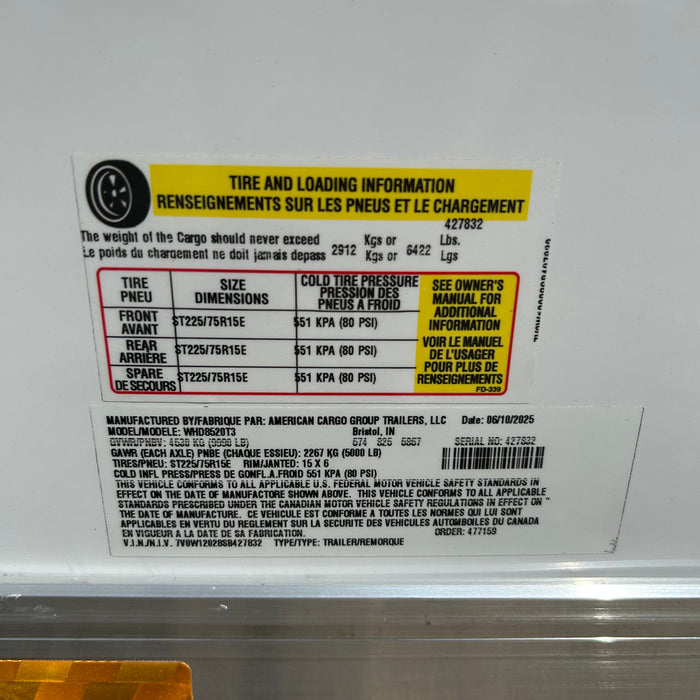 TIRE AND LOADING INFORMATION
RENSEIGNEMENTS SUR LES PNEUS ET LE CHARGEMENT
427832
The weight of the Cargo should never exceed 2912 Kgs or 6422 Lbs.
Le poids du chargement ne doit jamais depass Kgs or Lgs
TIRE PNEU SIZE DIMENSIONS COLD TIRE PRESSURE PRESSION DES PNEUS A FROID
FRONT AVANT ST225/75R15E 551 KPA (80 PSI)
REAR ARRIÈRE ST225/75R15E 551 KPA (80 PSI)
SPARE DE SECOURS ST225/75R15E 551 KPA (80 PSI)
SEE OWNER'S
MANUAL FOR
ADDITIONAL
INFORMATION
VOIR LE MANUEL
DE L'USAGER
POUR PLUS DE
RENSEIGNEMENTS
FD-339
MANUFACTURED BY/FABRIQUE PAR: AMERICAN CARGO GROUP TRAILERS, LLC Date: 06/10/2025
MODEL/MODELE: WHD8520T3 Bristol, IN
GVWR/PNBV: 4530 KG (9990 LB) 574 825 5867 SERIAL NO: 427832
GAWR (EACH AXLE) PNBE (CHAQUE ESSIEU): 2267 KG (5000 LB)
TIRES/PNEU: ST225/75R15E RIM/JANTED: 15 X 6
COLD INFL PRESS/PRESS DE GONFL.A.FROID 551 KPA (80 PSI)
THIS VEHICLE CONFORMS TO ALL APPLICABLE U.S. FEDERAL MOTOR VEHICLE SAFETY STANDARDS IN
EFFECT ON THE DATE OF MANUFACTORE SHOWN ABOVE. THIS VEHICLE CONFORMS TO ALL APPLICABLE
STANDARDS PRESCRIBED UNDER THE CANADIAN MOTOR VEHICLE SAFETY REGULATIONS IN EFFECT ON "
THE DATE OF MANUFACTURE. CE VEHICULE EST CONFORME A TOUTES LES NORMES QUI LUI SONT
APPLICABLES EN VERTU DU REGLEMENT SUR LA SECURITE DES VEHICULES AUTOMBOILES DU CANADA
EN VIGUEUR A LA DATE DE SA FABRICATION. ORDER: 477159
V.I.N./N.I.V. 7V0W12028SB427832 TYPE/TYPE: TRAILER/REMORQUE